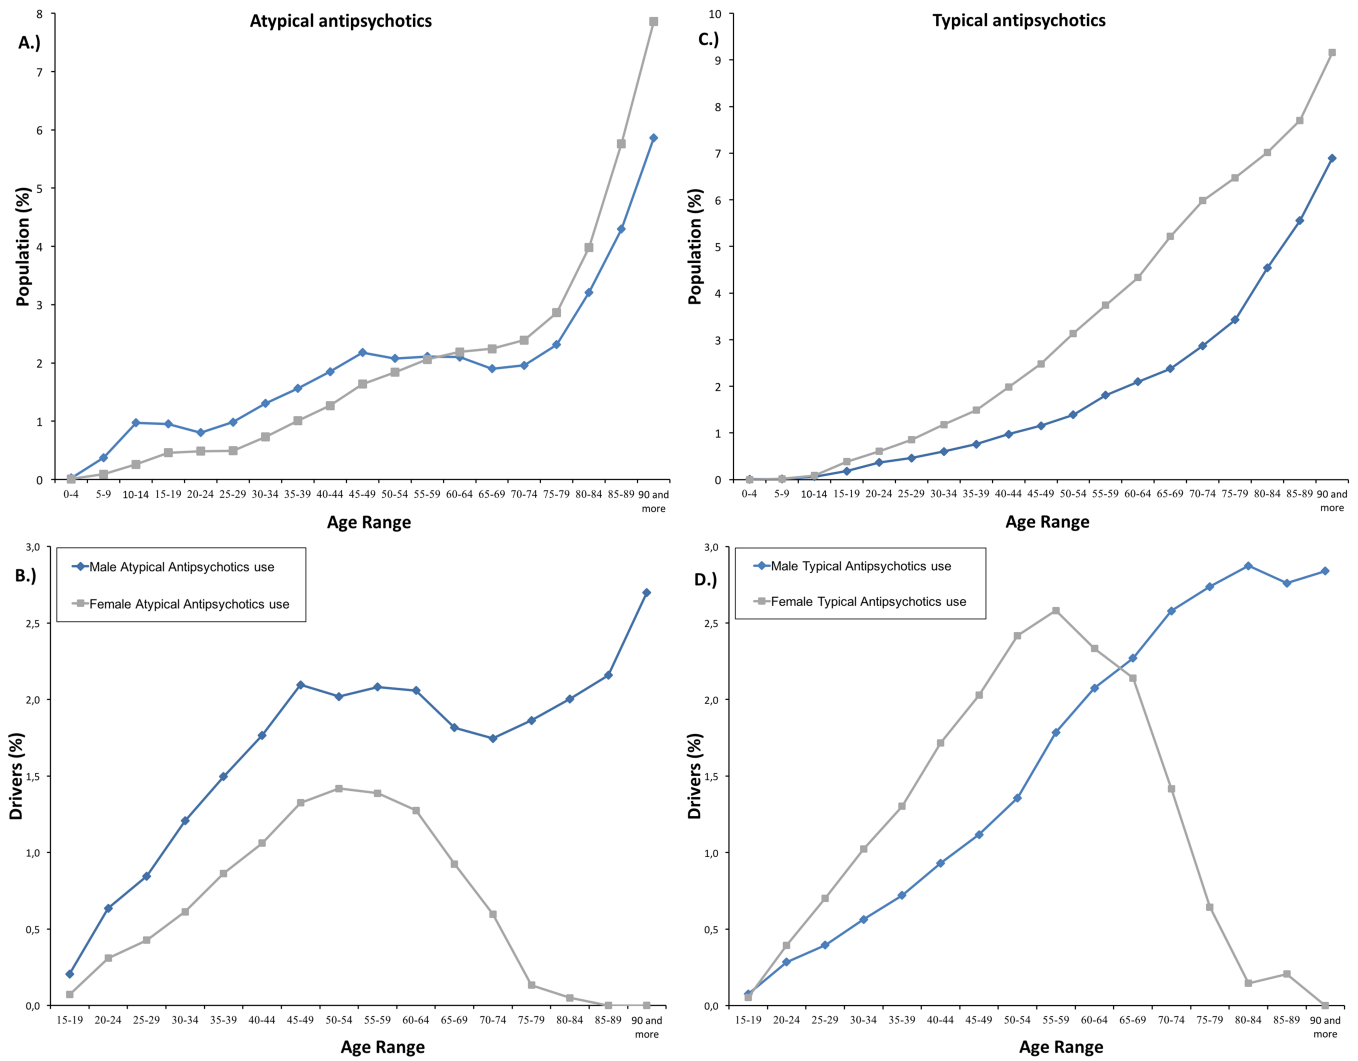 Atypical antipsychotics
A.)
8
7
6
5
4
3
2
1
0
Population (%)
0-4 5-9 10-14 15-19 20-24 25-29 30-34 35-39 40-44 45-49 50-54 55-59 60-64 65-69 70-74 75-79 80-84 85-89 90 and
more
Age Range
Typical antipsychotics
C.)
10
9
8
7
6
5
4
3
2
1
0
Population (%)
0-4 5-9 10-14 15-19 20-24 25-29 30-34 35-39 40-44 45-49 50-54 55-59 60-64 65-69 70-74 75-79 80-84 85-89 90 and
more
Age Range
B.)
3,0
2,5
2,0
1,5
1,0
0,5
0,0
Drivers (%)
Male Atypical Antipsychotics use
Female Atypical Antipsychotics use
15-19 20-24 25-29 30-34 35-39 40-44 45-49 50-54 55-59 60-64 65-69 70-74 75-79 80-84 85-89 90 and
more
Age Range
D.)
3,0
2,5
2,0
1,5
1,0
0,5
0,0
Drivers (%)
Male Typical Antipsychotics use
Female Typical Antipsychotics use
15-19 20-24 25-29 30-34 35-39 40-44 45-49 50-54 55-59 60-64 65-69 70-74 75-79 80-84 85-89 90 and
more
Age Range